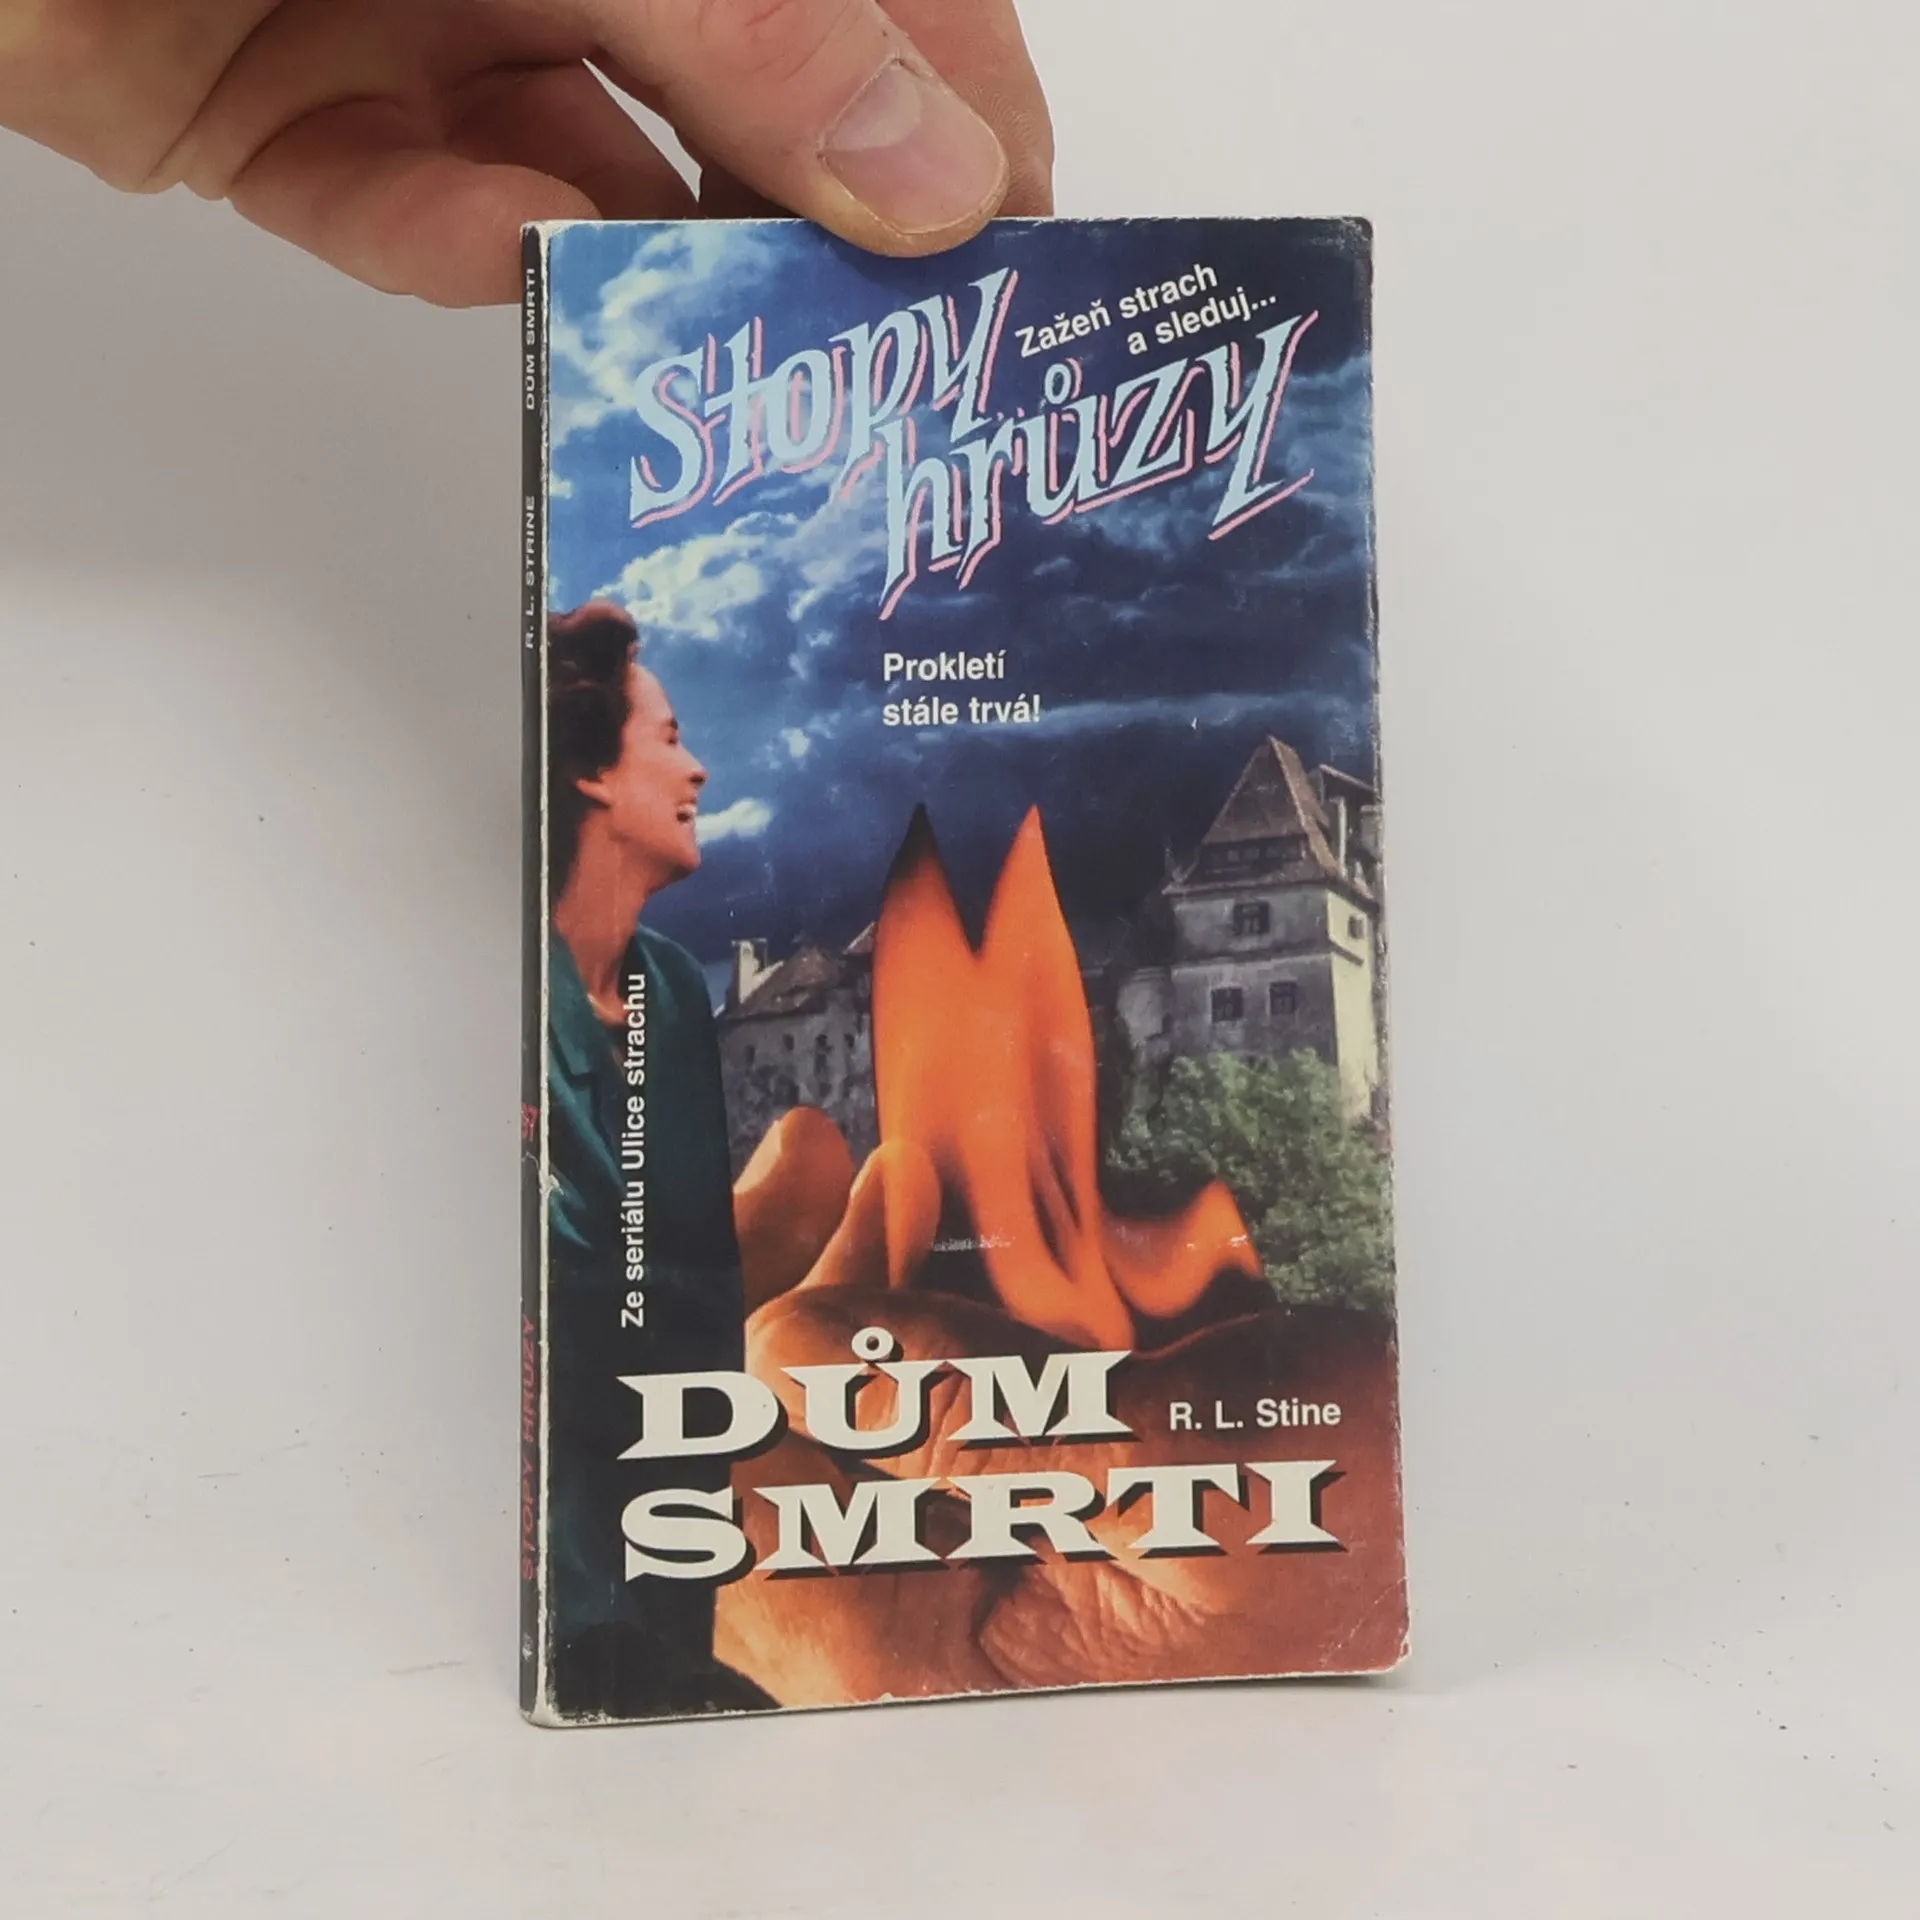 Zažeň strach
a sleduj...
Stopy
hrůzy
Prokletí
stále trvá!
Ze seriálu Ulice strachu
DŮM
R. L. Stine
SMRTI
DŮM SMRTI
R. L. STRINE
STOPY HRŮZY